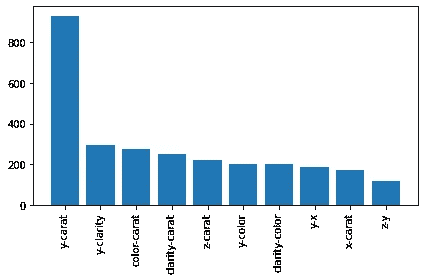 800
600
400
200
0
y-carat
y-clarity
color-carat
clarity-carat
z-carat
y-color
clarity-color
y-x
x-carat
z-y